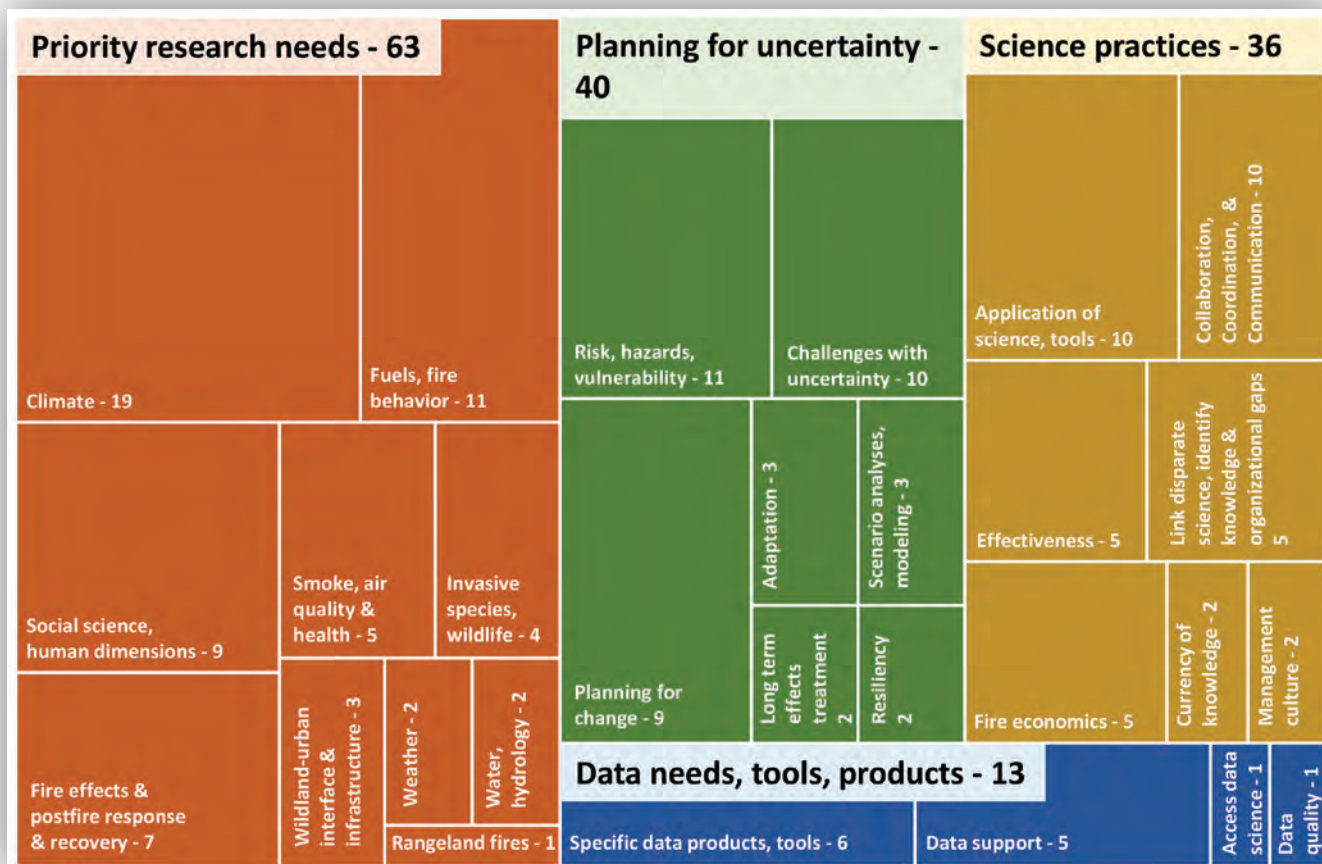 Priority research needs - 63
Climate - 19
Fuels, fire
behavior - 11
Social science,
human dimensions - 9
Smoke, air
quality &
health - 5
Invasive
species,
wildlife - 4
Fire effects &
postfire response
& recovery - 7
Wildland-urban
interface &
infrastructure - 3
Weather - 2
Water,
hydrology - 2
Rangeland fires - 1
Planning for uncertainty -
40
Risk, hazards,
vulnerability - 11
Challenges with
uncertainty - 10
Planning for
change - 9
Adaptation - 3
Scenario analyses,
modeling - 3
Long term
effects
treatment
2
Resiliency
2
Science practices - 36
Application of
science, tools - 10
Collaboration,
Coordination, &
Communication - 10
Effectiveness - 5
Link disparate
science, identify
knowledge &
organizational gaps
5
Fire economics - 5
Currency of
knowledge - 2
Management
culture - 2
Data needs, tools, products - 13
Specific data products, tools - 6
Data support - 5
Access data
science - 1
Data
quality - 1